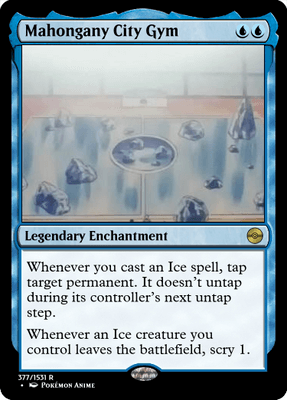 Mahongany City Gym
Legendary Enchantment
Whenever you cast an Ice spell, tap
target permanent. It doesn't untap
during its controller's next untap
step.
Whenever an Ice creature you
control leaves the battlefield, scry 1.
377/1531 R
• Pokémon Anime